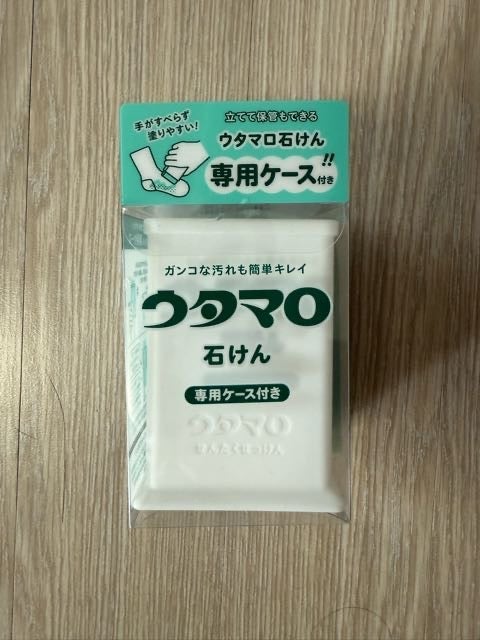 手がすべらず
塗りやすい!
立てて保管もできる
ウタマロ石けん
専用ケース付き!!
ガンコな汚れも簡単キレイ
ウタマロ
石けん
専用ケース付き
ウタマロ
せんたくせっけん